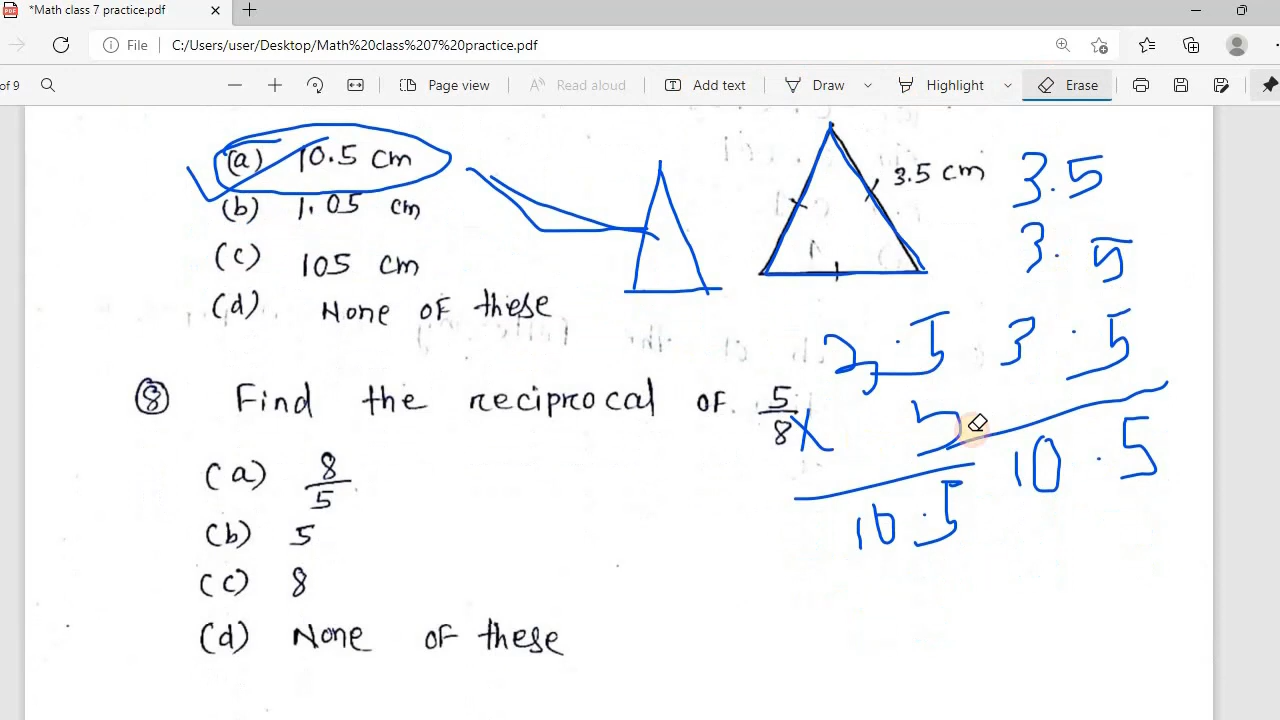 *Math class 7 practice.pdf
File C:/Users/user/Desktop/Math%20class%207%20practice.pdf
of 9 Page view Read aloud Add text Draw Highlight Erase
(a) 10.5 cm
(b) 1.05 cm
(c) 105 cm
(d) None of these
3.5 cm
3.5
3.5
3.5
10.5
10.5
⑧ Find the reciprocal of 5/8
(a) 8/5
(b) 5
(c) 8
(d) None of these